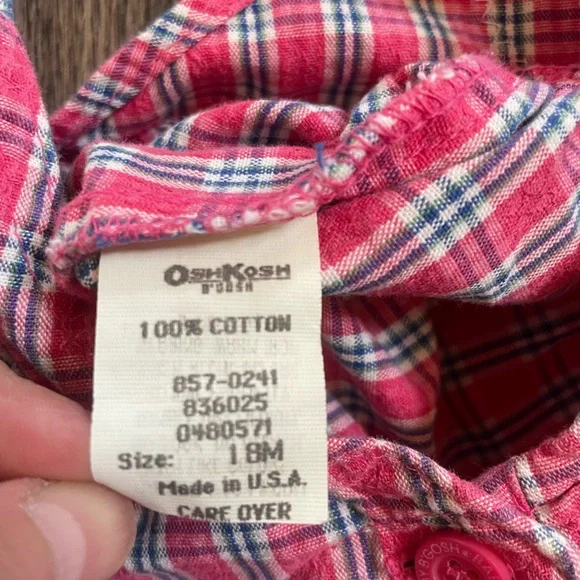 OSHKOSH
B'GOSH
100% COTTON
857-0241
836025
0480571
Size: 18M
Made in U.S.A.
CARE OVER